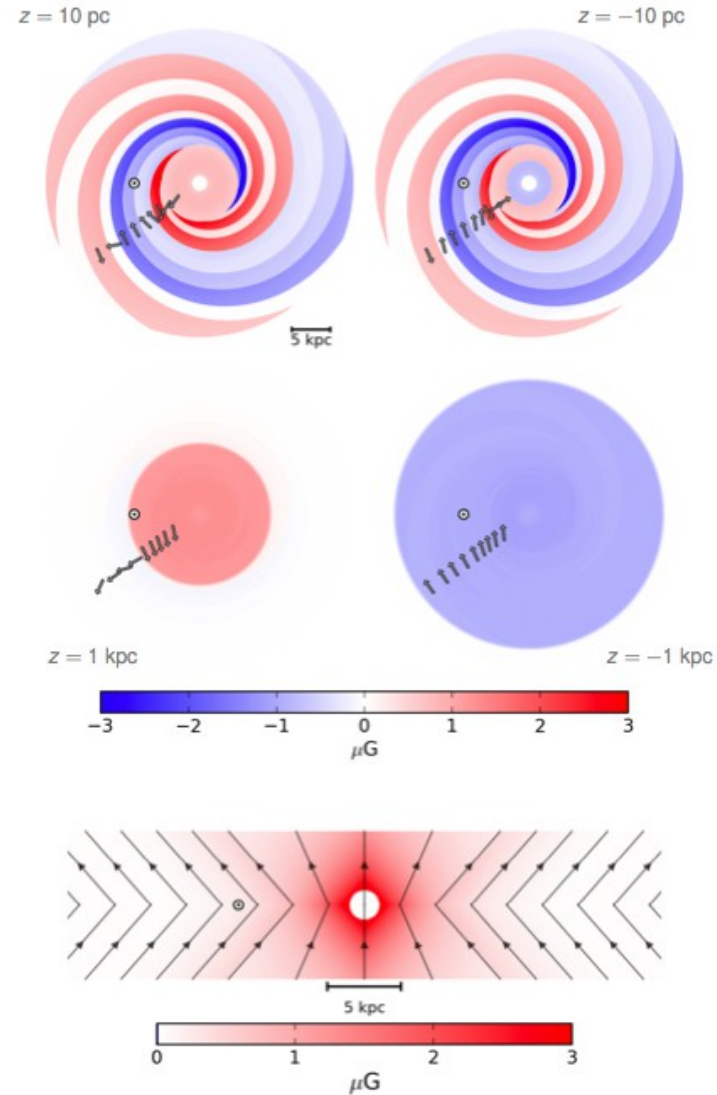 z = 10 pc
z = −10 pc
5 kpc
z = 1 kpc
z = −1 kpc
−3 −2 −1 0 1 2 3
μG
5 kpc
0 1 2 3
μG